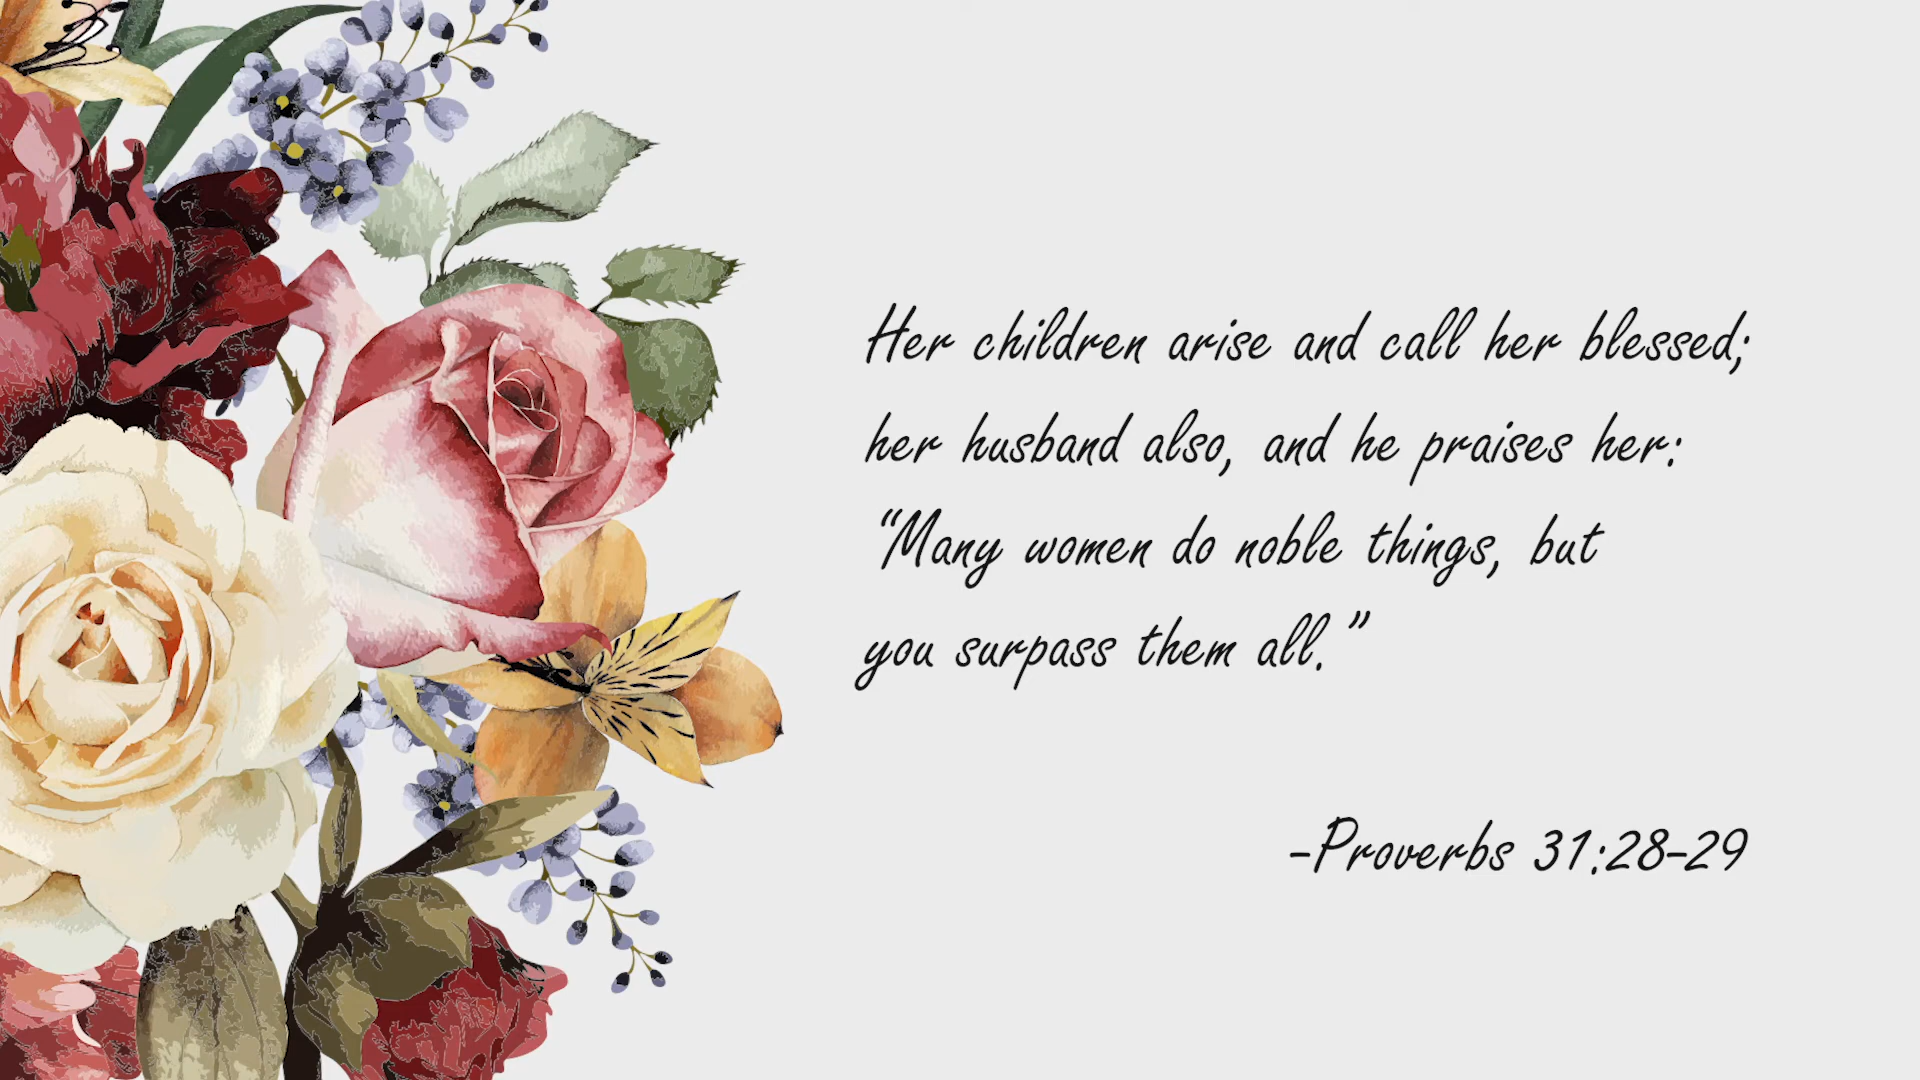 Her children arise and call her blessed;
her husband also, and he praises her:
“Many women do noble things, but
you surpass them all.”
-Proverbs 31:28-29